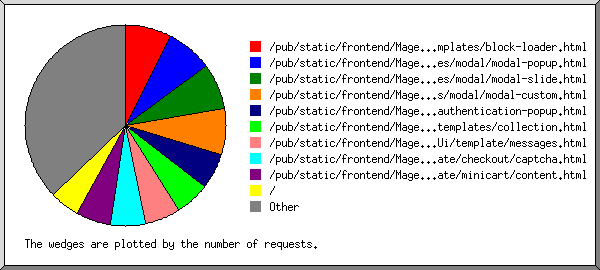 /pub/static/frontend/Mage...mplates/block-loader.html
/pub/static/frontend/Mage...es/modal/modal-popup.html
/pub/static/frontend/Mage...es/modal/modal-slide.html
/pub/static/frontend/Mage...s/modal/modal-custom.html
/pub/static/frontend/Mage...authentication-popup.html
/pub/static/frontend/Mage...templates/collection.html
/pub/static/frontend/Mage...Ui/template/messages.html
/pub/static/frontend/Mage...ate/checkout/captcha.html
/pub/static/frontend/Mage...ate/minicart/content.html
/
Other
The wedges are plotted by the number of requests.